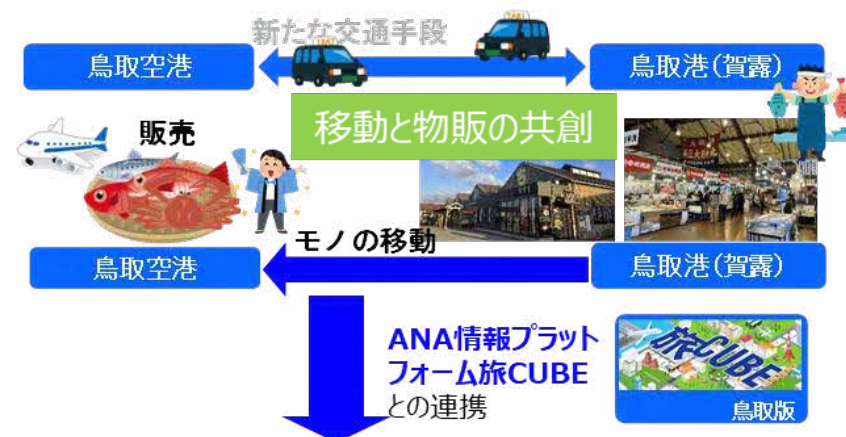 新たな交通手段
TAXI
TAXI
鳥取空港
鳥取港(賀露)
移動と物販の共創
販売
モノの移動
鳥取空港
鳥取港(賀露)
ANA情報プラット
フォーム旅CUBE
との連携
旅CUBE
鳥取版